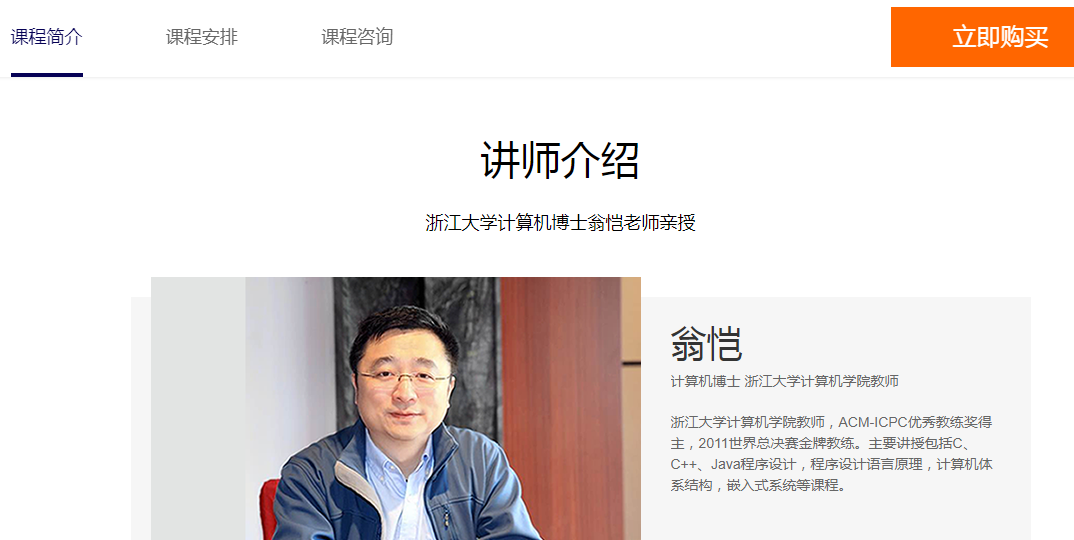 课程简介
课程安排
课程咨询
立即购买
讲师介绍
浙江大学计算机博士翁恺老师亲授
翁恺
计算机博士 浙江大学计算机学院教师
浙江大学计算机学院教师，ACM-ICPC优秀教练奖得
主，2011世界总决赛金牌教练。主要讲授包括C、
C++、Java程序设计，程序设计语言原理，计算机体
系结构，嵌入式系统等课程。